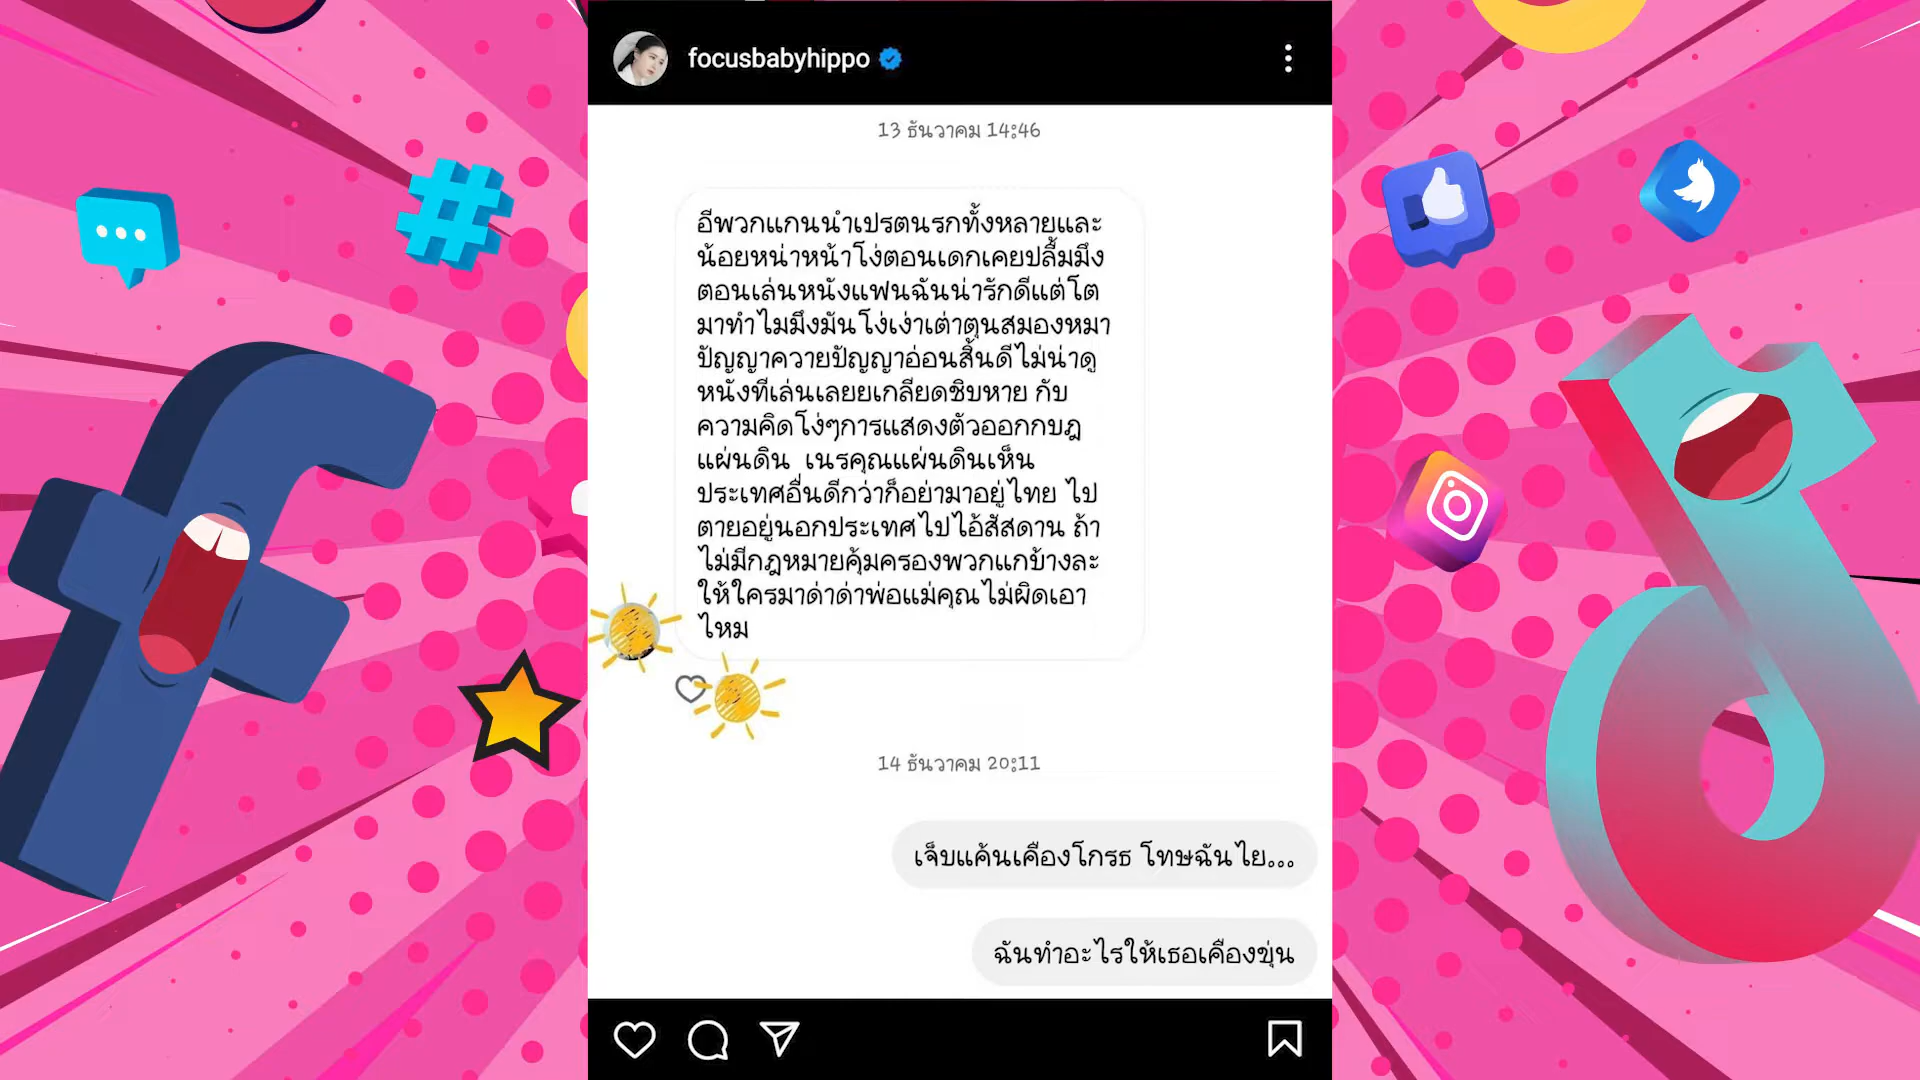 focusbabyhippo
13 ธันวาคม 14:46
อีพวกแกนนำเปรตนรกทั้งหลายและ
น้อยหน่าหน้าโง่ตอนเดกเคยปลื้มมึง
ตอนเล่นหนังแฟนฉันน่ารักดีแต่โต
มาทำไมมึงมันโง่เง่าเต่าตุนสมองหมา
ปัญญาควายปัญญาอ่อนสิ้นดีไม่น่าดู
หนังทีเล่นเลยยเกลียดชิบหาย กับ
ความคิดโง่ๆการแสดงตัวออกกบฎ
แผ่นดิน เนรคุณแผ่นดินเห็น
ประเทศอื่นดีกว่าก็อย่ามาอยู่ไทย ไป
ตายอยู่นอกประเทศไปไอ้สัสดาน ถ้า
ไม่มีกฎหมายคุ้มครองพวกแกบ้างละ
ให้ใครมาด่าด่าพ่อแม่คุณไม่ผิดเอา
ไหม
14 ธันวาคม 20:11
เจ็บแค้นเคืองโกรธ โทษฉันไย...
ฉันทำอะไรให้เธอเคืองขุ่น